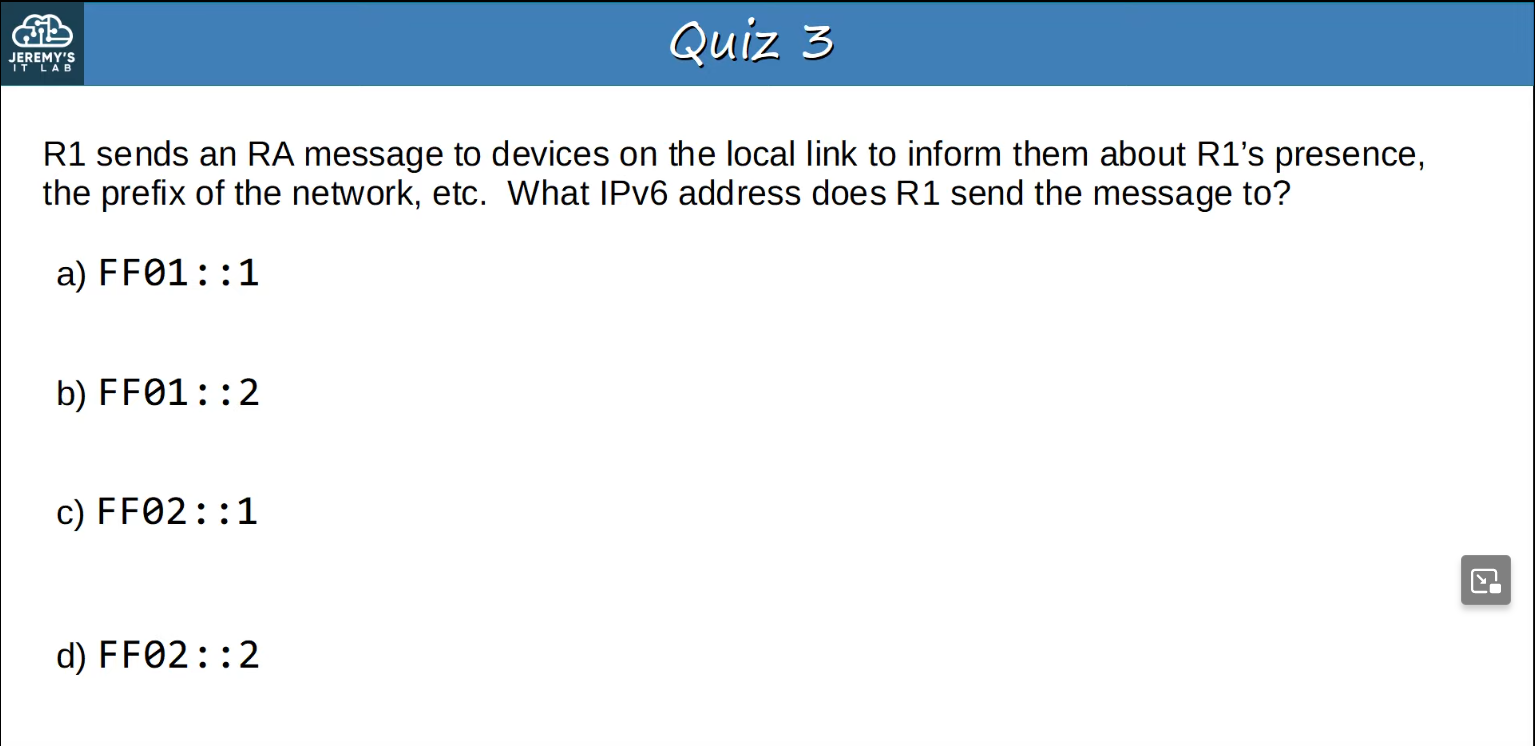 JEREMY'S
IT LAB
Quiz 3
R1 sends an RA message to devices on the local link to inform them about R1’s presence,
the prefix of the network, etc.  What IPv6 address does R1 send the message to?
a) FF01::1
b) FF01::2
c) FF02::1
d) FF02::2